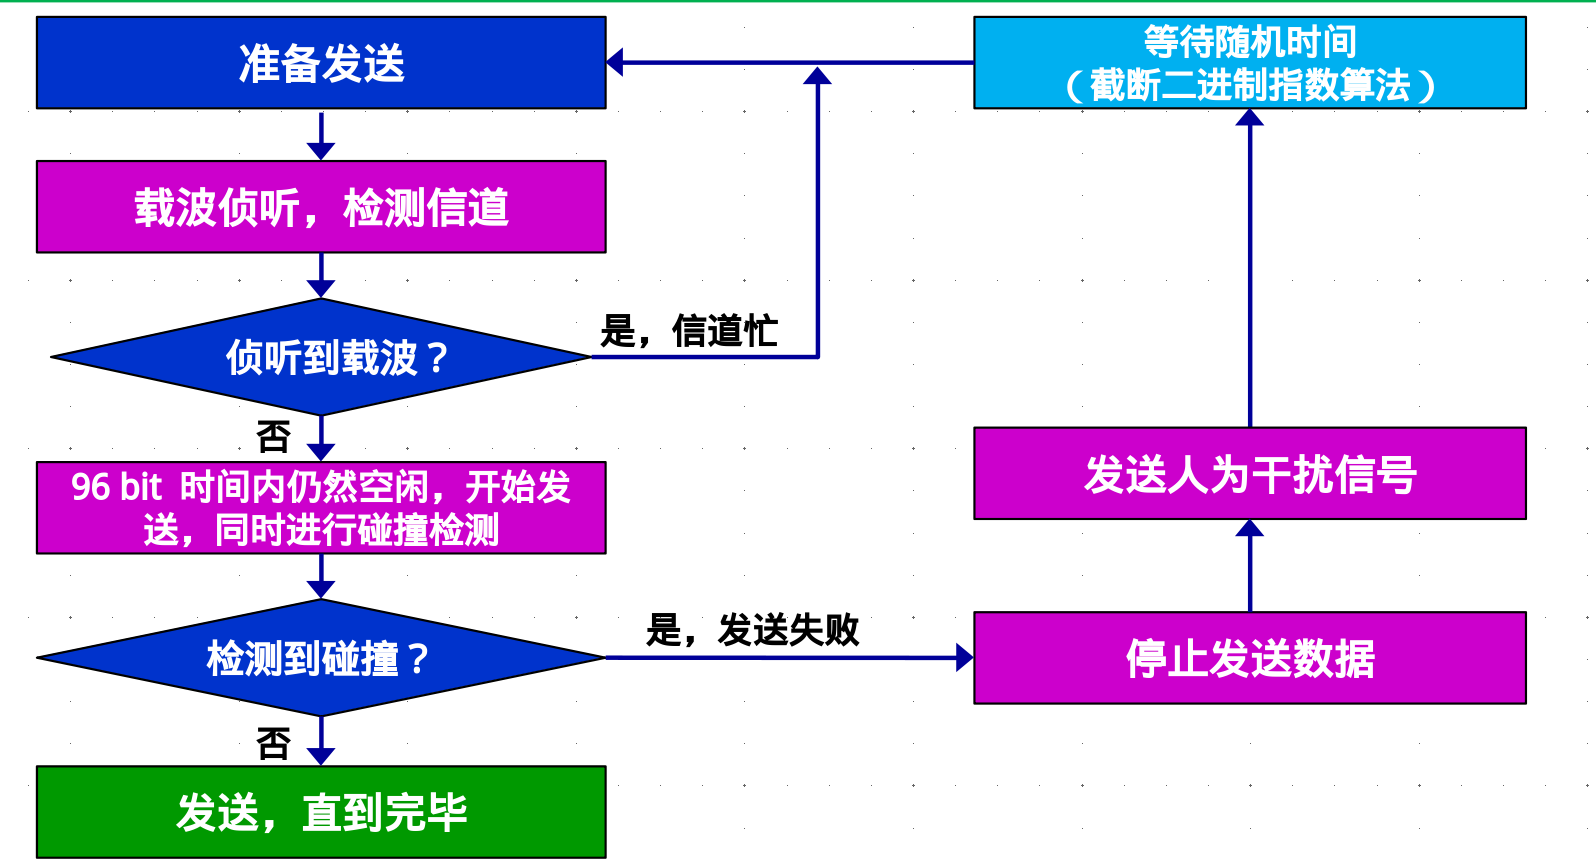 准备发送
等待随机时间
（截断二进制指数算法）
载波侦听，检测信道
是，信道忙
侦听到载波？
否
96 bit 时间内仍然空闲，开始发
送，同时进行碰撞检测
发送人为干扰信号
是，发送失败
检测到碰撞？
停止发送数据
否
发送，直到完毕